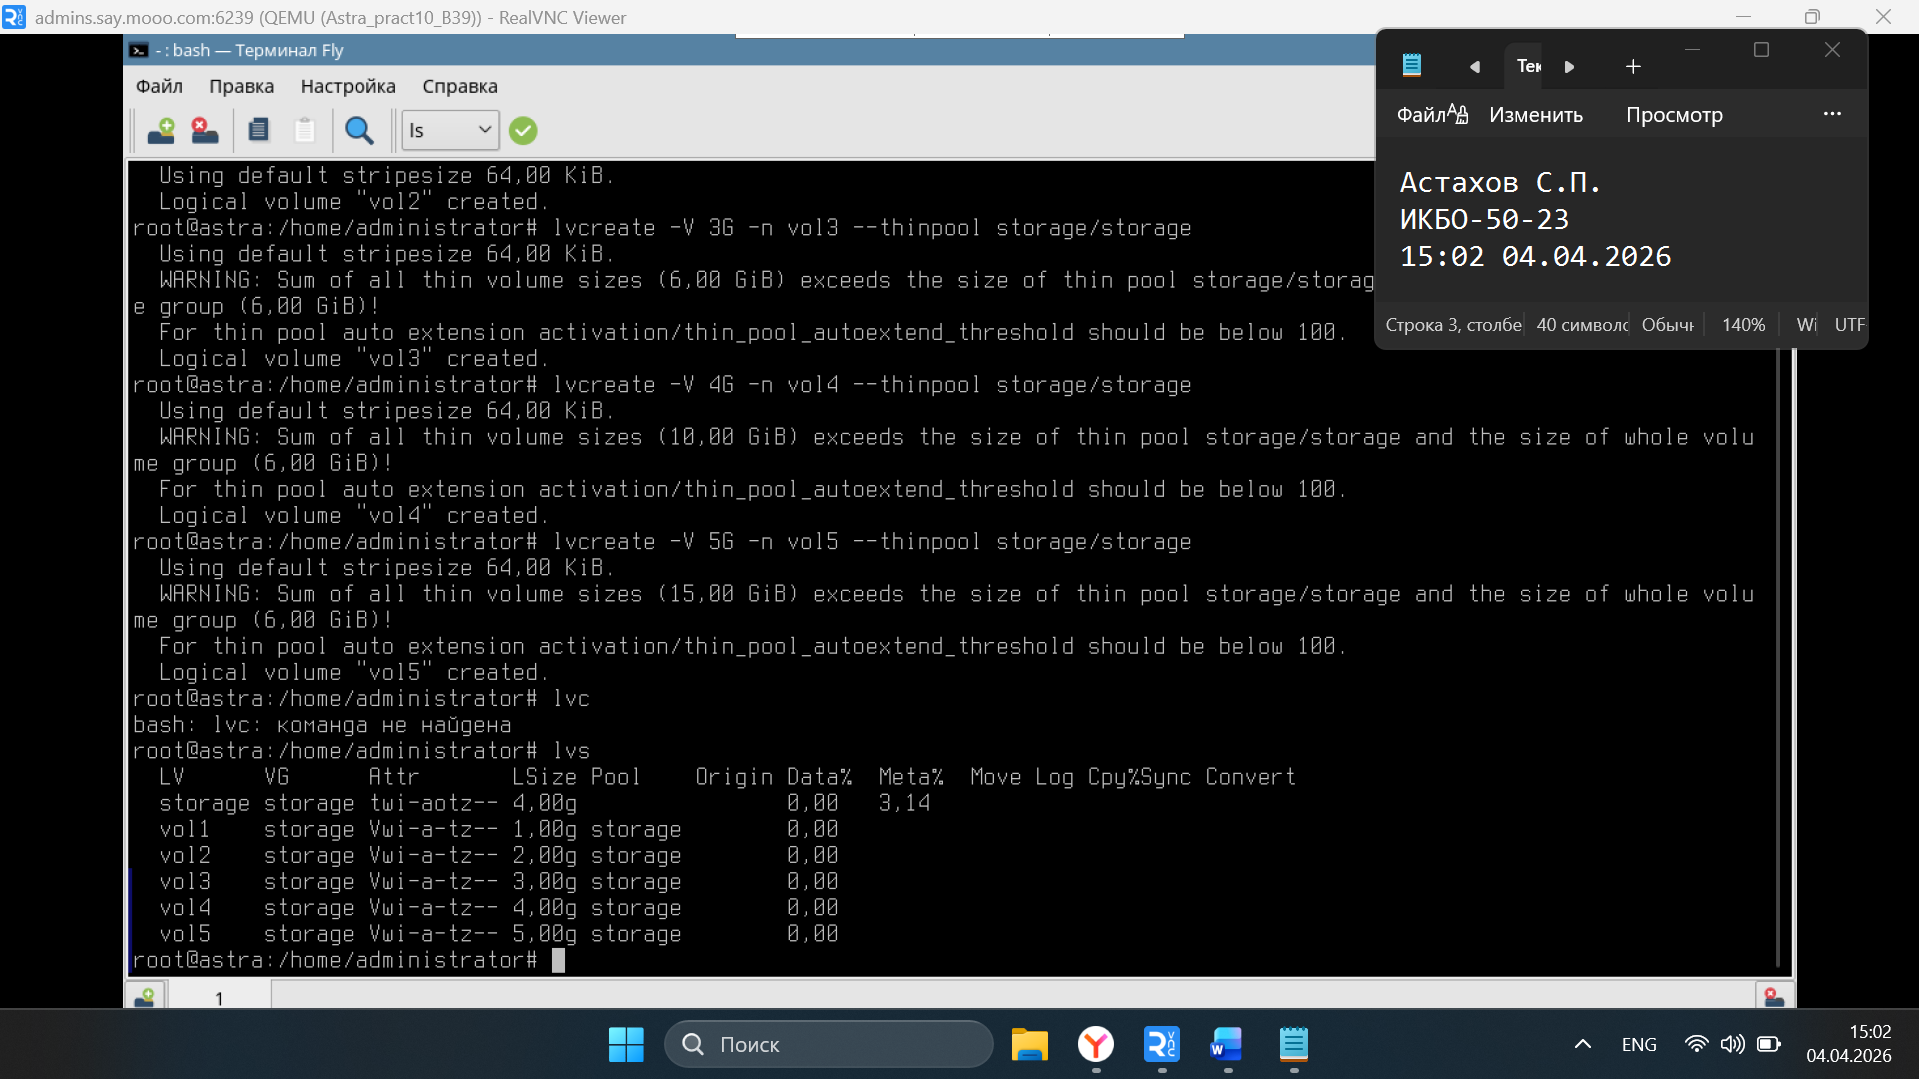 admins.say.mooo.com:6239 (QEMU (Astra_pract10_B39)) - RealVNC Viewer
- : bash — Терминал Fly
Файл Правка Настройка Справка
ls
Using default stripesize 64,00 KiB.
Logical volume "vol2" created.
root@astra:/home/administrator# lvcreate -V 3G -n vol3 --thinpool storage/storage
Using default stripesize 64,00 KiB.
WARNING: Sum of all thin volume sizes (6,00 GiB) exceeds the size of thin pool storage/storag
e group (6,00 GiB)!
For thin pool auto extension activation/thin_pool_autoextend_threshold should be below 100.
Logical volume "vol3" created.
root@astra:/home/administrator# lvcreate -V 4G -n vol4 --thinpool storage/storage
Using default stripesize 64,00 KiB.
WARNING: Sum of all thin volume sizes (10,00 GiB) exceeds the size of thin pool storage/storage and the size of whole volu
me group (6,00 GiB)!
For thin pool auto extension activation/thin_pool_autoextend_threshold should be below 100.
Logical volume "vol4" created.
root@astra:/home/administrator# lvcreate -V 5G -n vol5 --thinpool storage/storage
Using default stripesize 64,00 KiB.
WARNING: Sum of all thin volume sizes (15,00 GiB) exceeds the size of thin pool storage/storage and the size of whole volu
me group (6,00 GiB)!
For thin pool auto extension activation/thin_pool_autoextend_threshold should be below 100.
Logical volume "vol5" created.
root@astra:/home/administrator# lvc
bash: lvc: команда не найдена
root@astra:/home/administrator# lvs
LV VG Attr LSize Pool Origin Data% Meta% Move Log Cpy%Sync Convert
storage storage twi-aotz-- 4,00g 0,00 3,14
vol1 storage Vwi-a-tz-- 1,00g storage 0,00
vol2 storage Vwi-a-tz-- 2,00g storage 0,00
vol3 storage Vwi-a-tz-- 3,00g storage 0,00
vol4 storage Vwi-a-tz-- 4,00g storage 0,00
vol5 storage Vwi-a-tz-- 5,00g storage 0,00
root@astra:/home/administrator#
1
Тек
Файл Изменить Просмотр
Астахов С.П.
ИКБО-50-23
15:02 04.04.2026
Строка 3, столбе 40 символо Обычн 140% Wi UTF
Поиск
ENG
15:02
04.04.2026